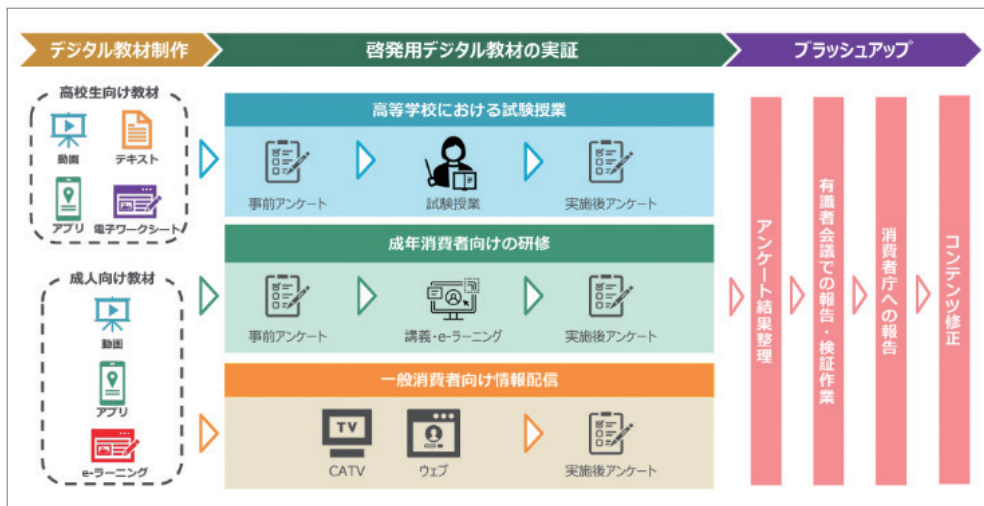 デジタル教材制作
啓発用デジタル教材の実証
ブラッシュアップ
高校生向け教材
動画
テキスト
アプリ
電子ワークシート
成人向け教材
動画
アプリ
e-ラーニング
高等学校における試験授業
事前アンケート
試験授業
実施後アンケート
成年消費者向けの研修
事前アンケート
講義・e-ラーニング
実施後アンケート
一般消費者向け情報配信
TV
CATV
ウェブ
実施後アンケート
アンケート結果整理
有識者会議での報告・検証作業
消費者庁への報告
コンテンツ修正